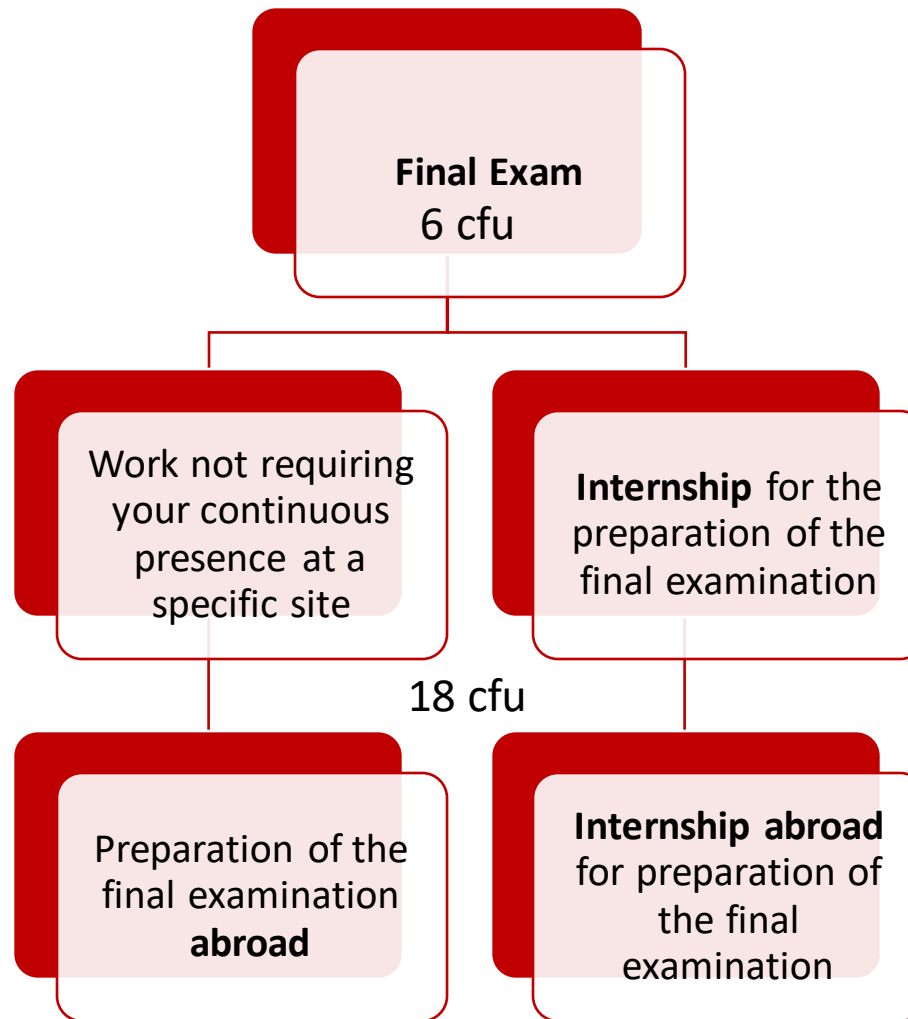 Final Exam
6 cfu
Work not requiring
your continuous
presence at a
specific site
Internship for the
preparation of the
final examination
18 cfu
Preparation of the
final examination
abroad
Internship abroad
for preparation of
the final
examination